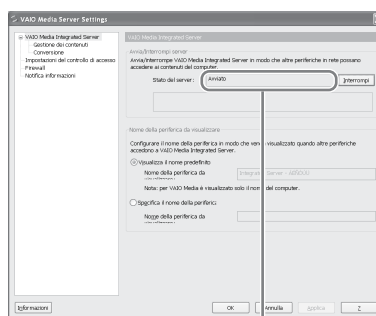 VAIO Media Server Settings
VAIO Media Integrated Server
Gestione dei contenuti
Conversione
Impostazioni del controllo di accesso
Firewall
Notifica informazioni
VAIO Media Integrated Server
Avvia/Interrompi server
Avvia/interrompe VAIO Media Integrated Server in modo che altre periferiche in rete possano
accedere ai contenuti del computer.
Stato del server:
Avviato
Interrompi
Nome della periferica da visualizzare
Configurare il nome della periferica in modo che venga visualizzato quando altre periferiche
accedono a VAIO Media Integrated Server.
Visualizza il nome predefinito
Nome della periferica da
Integrated Server -
Nota: per VAIO Media è visualizzato solo il nome del computer.
Specifica il nome della periferica
Nome della periferica da
Informazioni
OK
Annulla
Applica
?